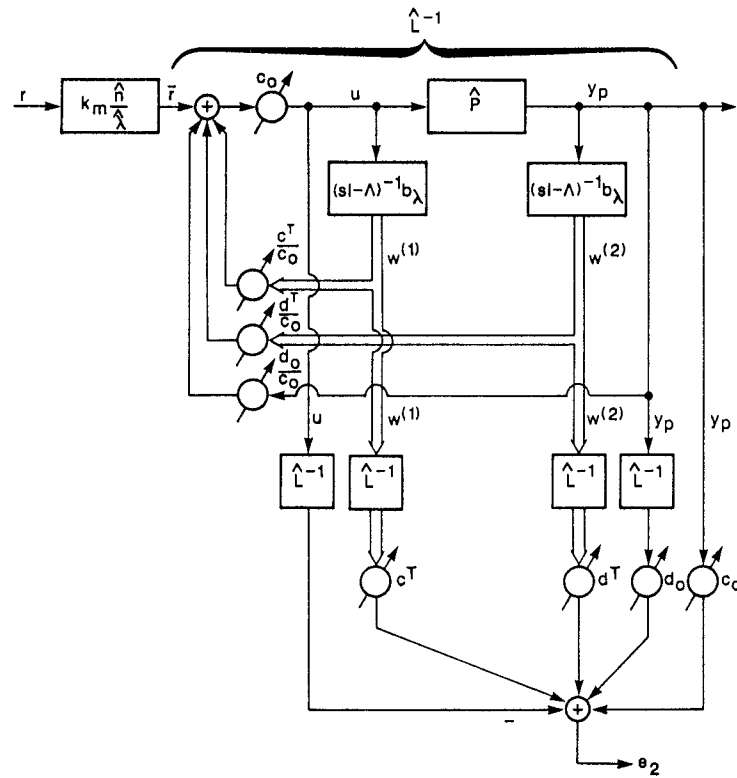 L̂⁻¹
r
k_m n̂/λ̂
r̄
+
c₀
u
P̂
y_p
(sI-Λ)⁻¹b_λ
(sI-Λ)⁻¹b_λ
w⁽¹⁾
w⁽²⁾
c^T/c₀
d^T/c₀
d₀/c₀
u
w⁽¹⁾
w⁽²⁾
y_p
y_p
L̂⁻¹
L̂⁻¹
L̂⁻¹
L̂⁻¹
c^T
d^T
d₀
c₀
+
−
e₂